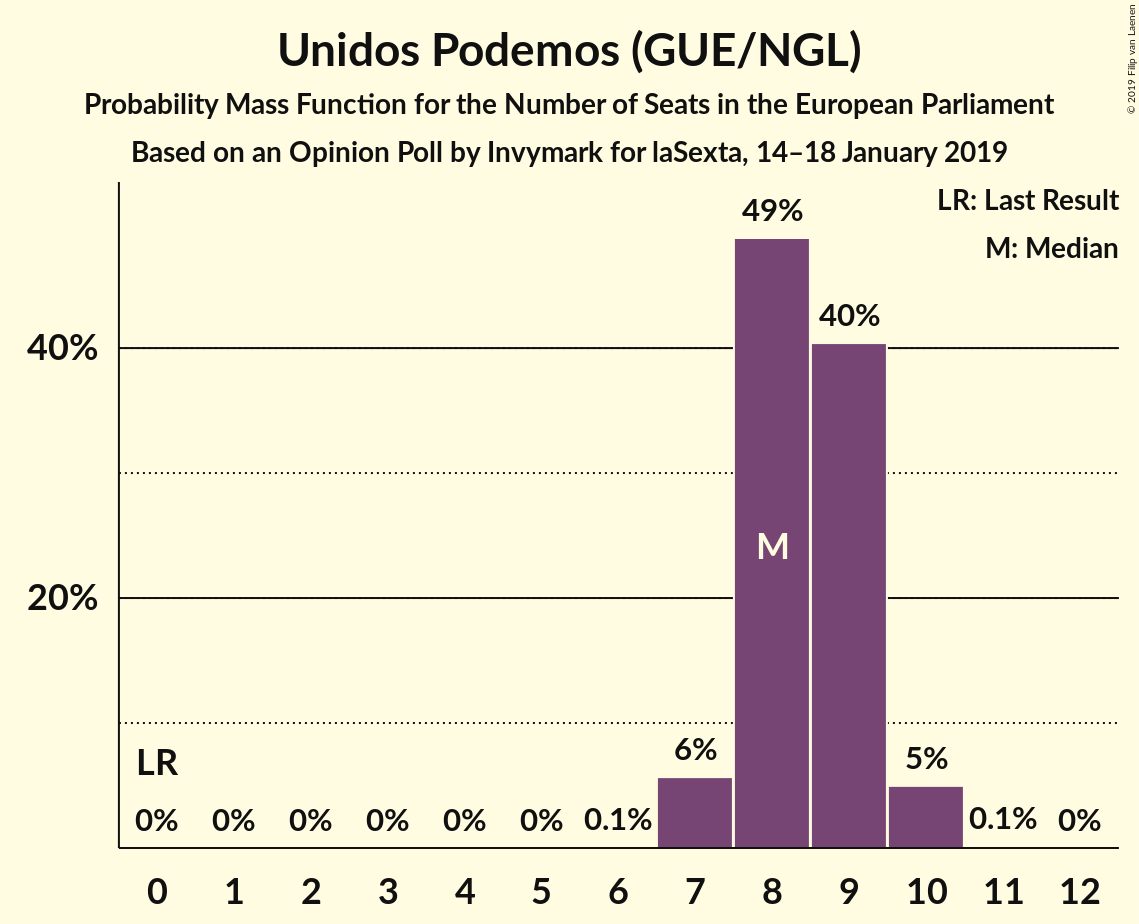 Unidos Podemos (GUE/NGL)
Probability Mass Function for the Number of Seats in the European Parliament
Based on an Opinion Poll by Invymark for laSexta, 14–18 January 2019
© 2019 Filip van Laenen
LR: Last Result
M: Median
49%
40%
40%
M
20%
6%
5%
LR
0% 0% 0% 0% 0% 0% 0.1% 0.1% 0%
0 1 2 3 4 5 6 7 8 9 10 11 12